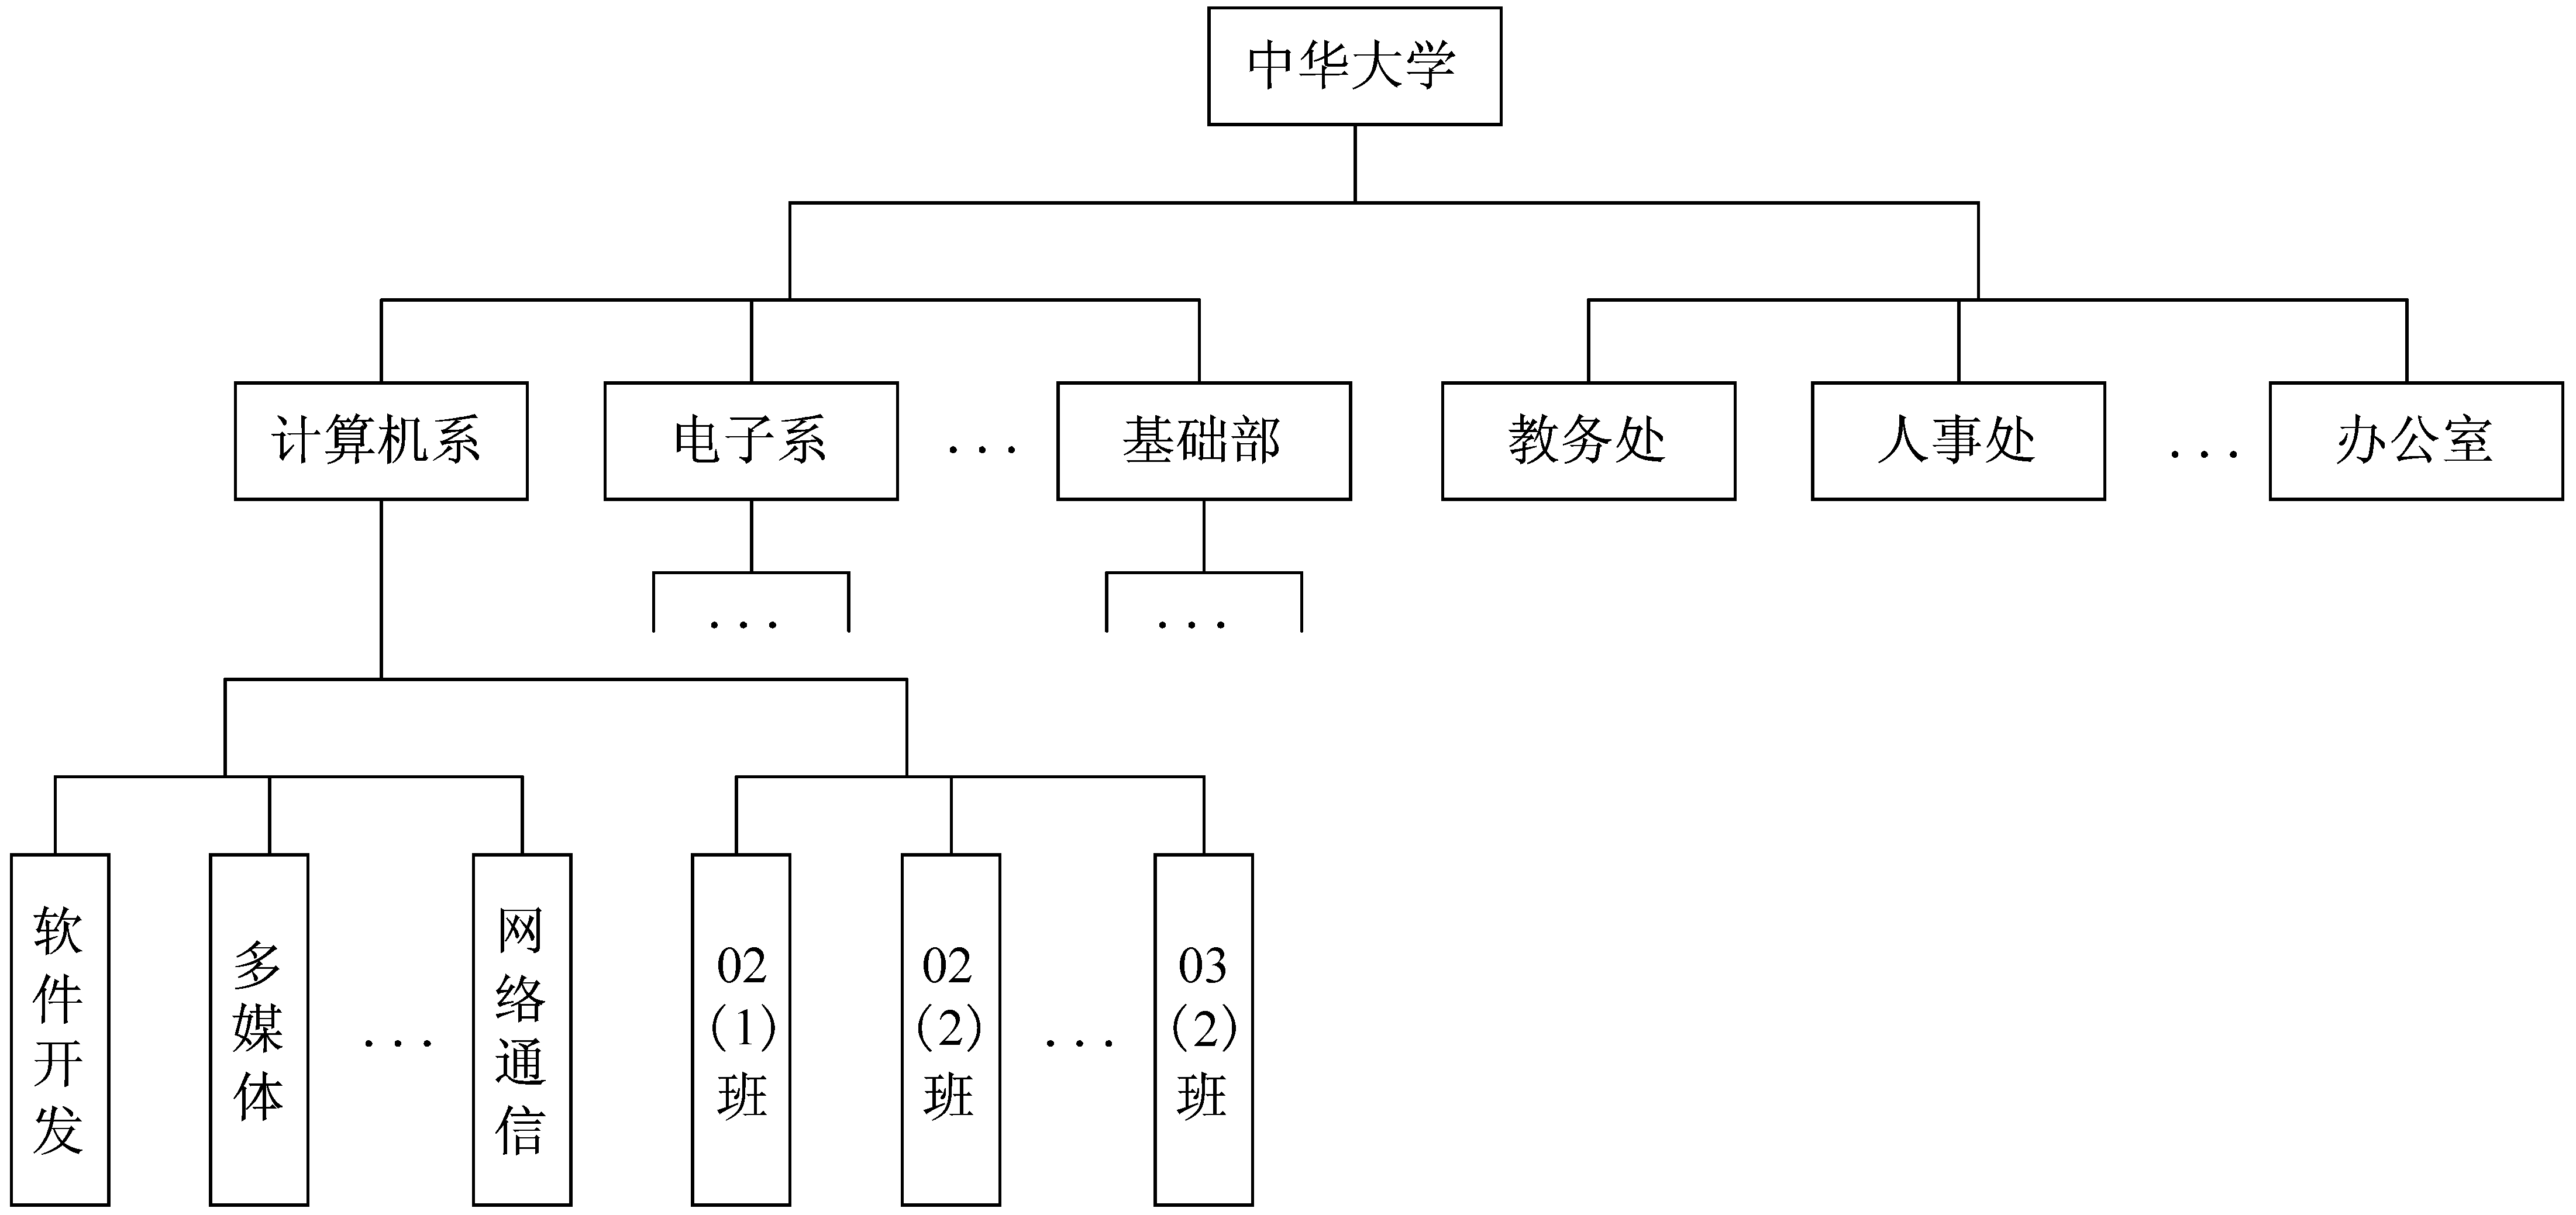 中华大学
计算机系
电子系
...
基础部
教务处
人事处
...
办公室
...
...
软件开发
多媒体
...
网络通信
02
(1)
班
02
(2)
班
...
03
(2)
班